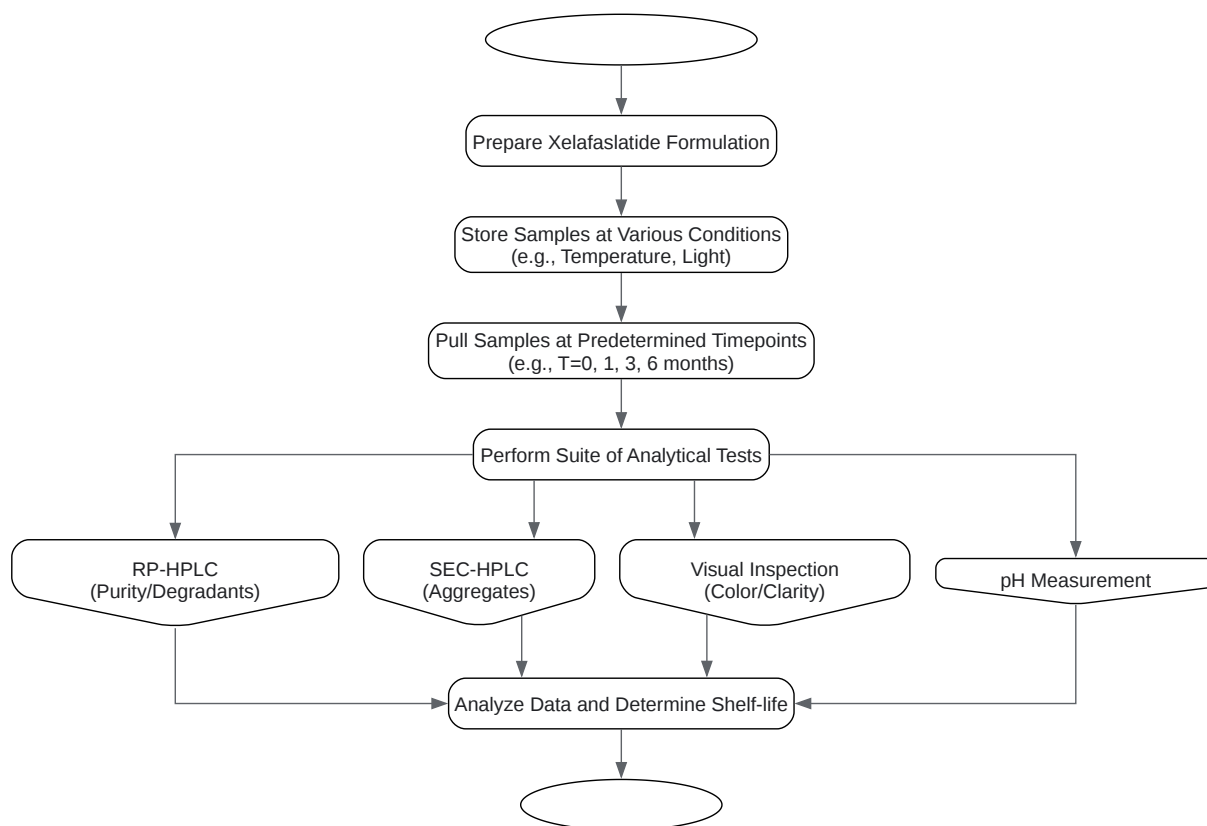 Prepare Xelafaslatide Formulation
Store Samples at Various Conditions
(e.g., Temperature, Light)
Pull Samples at Predetermined Timepoints
(e.g., T=0, 1, 3, 6 months)
Perform Suite of Analytical Tests
RP-HPLC
(Purity/Degradants)
SEC-HPLC
(Aggregates)
Visual Inspection
(Color/Clarity)
pH Measurement
Analyze Data and Determine Shelf-life